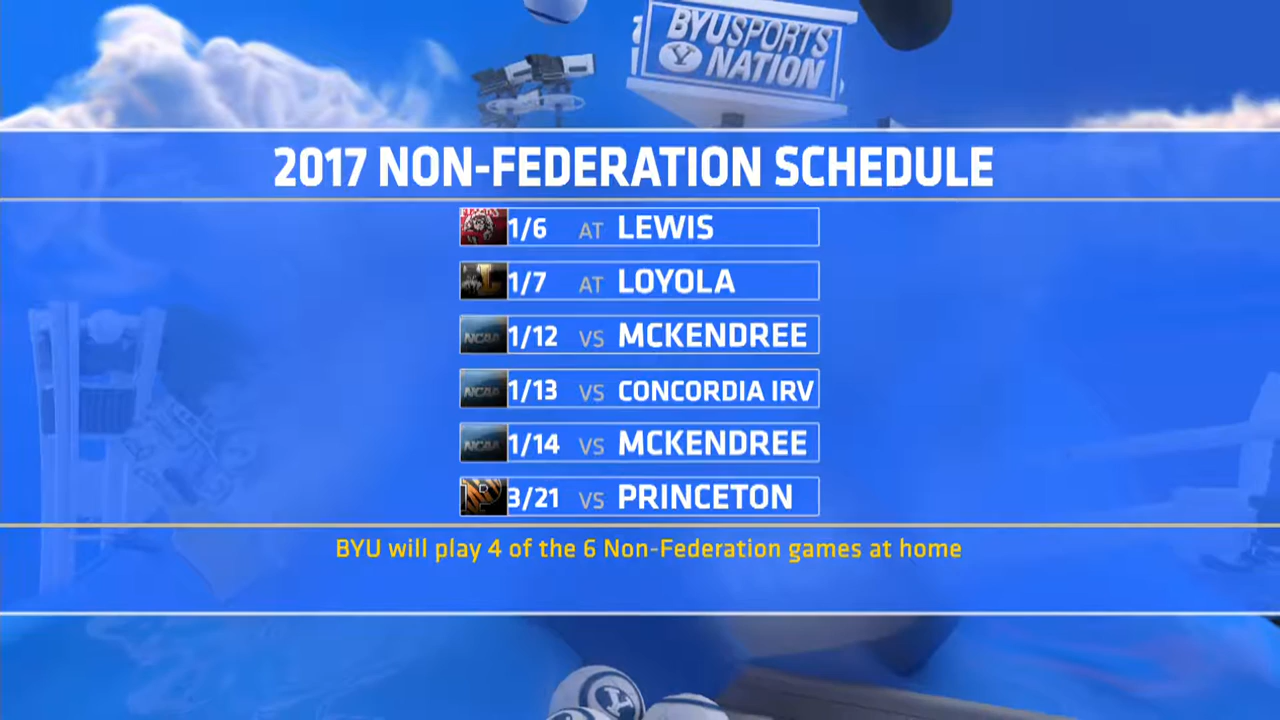 BYUSPORTS
Y NATION
2017 NON-FEDERATION SCHEDULE
1/6 AT LEWIS
L 1/7 AT LOYOLA
NCAA 1/12 VS MCKENDREE
NCAA 1/13 VS CONCORDIA IRV
NCAA 1/14 VS MCKENDREE
P 3/21 VS PRINCETON
BYU will play 4 of the 6 Non-Federation games at home
Y